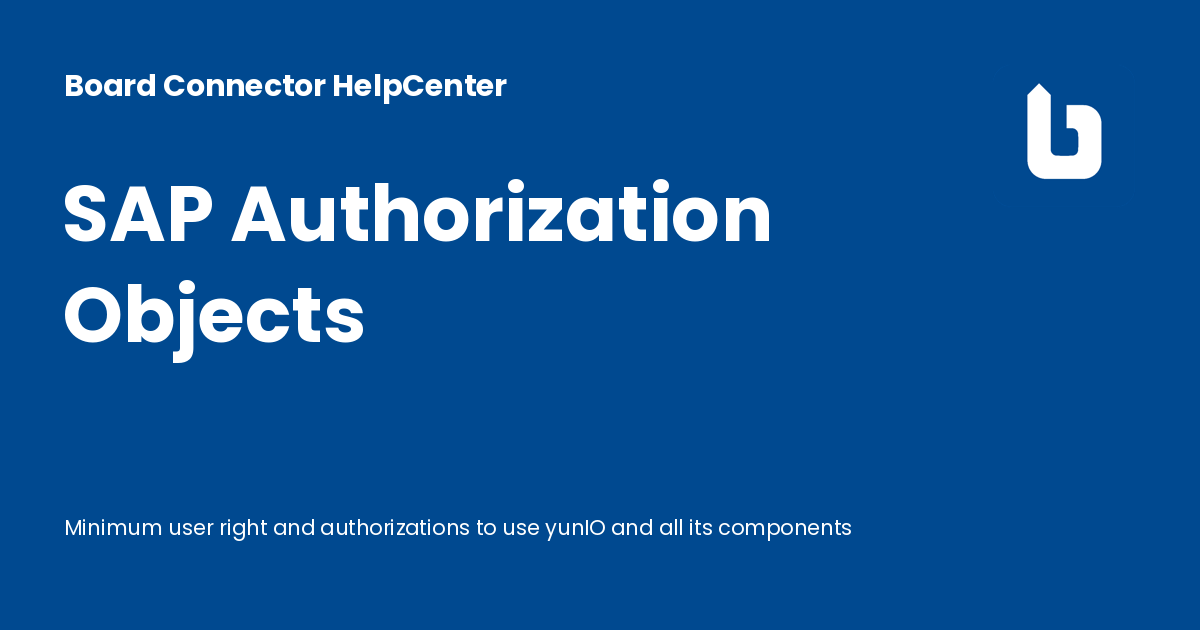 Board Connector HelpCenter
SAP Authorization
Objects
Minimum user right and authorizations to use yunIO and all its components